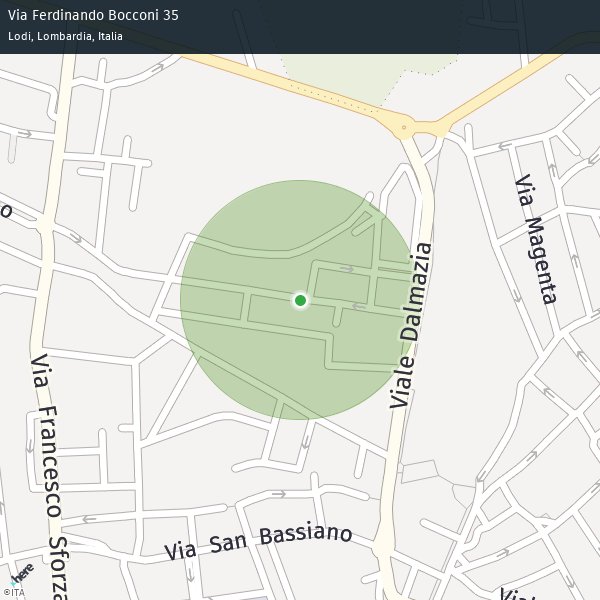 Via Ferdinando Bocconi 35
Lodi, Lombardia, Italia
o
Via Magenta
Viale Dalmazia
Via Francesco Sforza
Via San Bassiano
Viale
here
©ITA